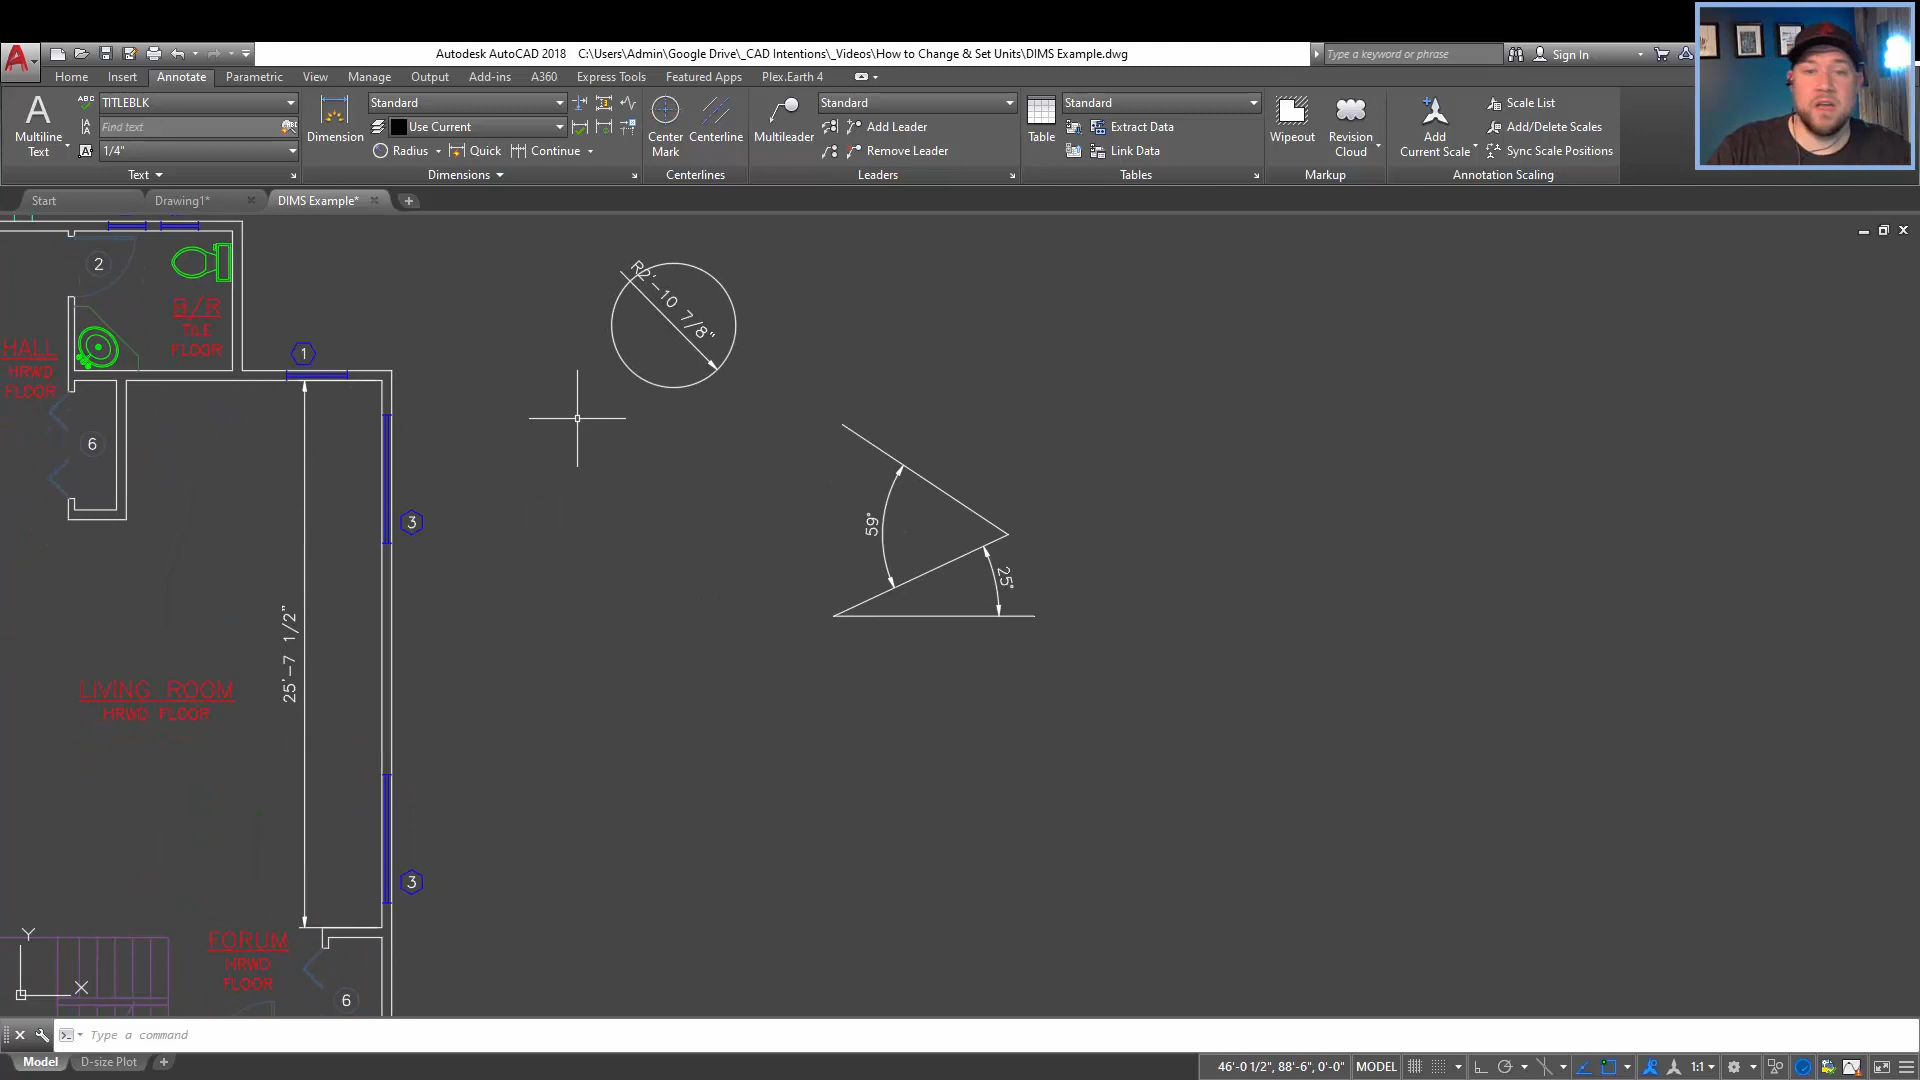 Autodesk AutoCAD 2018 C:\Users\Admin\Google Drive\_CAD Intentions\_Videos\How to Change & Set Units\DIMS Example.dwg
Type a keyword or phrase
Sign In
Home Insert Annotate Parametric View Manage Output Add-ins A360 Express Tools Featured Apps Plex.Earth 4
A
Multiline
Text
ABC
TITLEBLK
Find text
1/4"
Text
Dimension
Standard
Use Current
Radius Quick Continue
Dimensions
Center
Mark
Centerline
Centerlines
Multileader
Standard
Add Leader
Remove Leader
Leaders
Table
Standard
Extract Data
Link Data
Tables
Wipeout
Revision
Cloud
Markup
Add
Current Scale
Scale List
Add/Delete Scales
Sync Scale Positions
Annotation Scaling
Start Drawing1* DIMS Example*
2
B/R
TILE
FLOOR
HALL
HRWD
FLOOR
1
R2'-10 7/8"
6
3
59°
25°
25'-7 1/2"
LIVING ROOM
HRWD FLOOR
3
FORUM
HRWD
FLOOR
6
Y
X
Type a command
Model D-size Plot
46'-0 1/2", 88'-6", 0'-0" MODEL 1:1